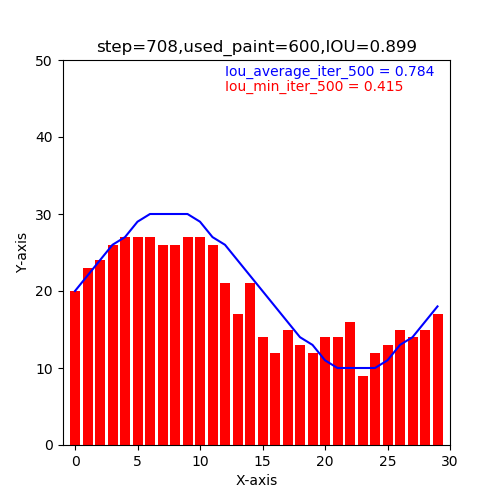 step=708,used_paint=600,IOU=0.899
Iou_average_iter_500 = 0.784
Iou_min_iter_500 = 0.415
50
40
30
20
10
0
Y-axis
0 5 10 15 20 25 30
X-axis